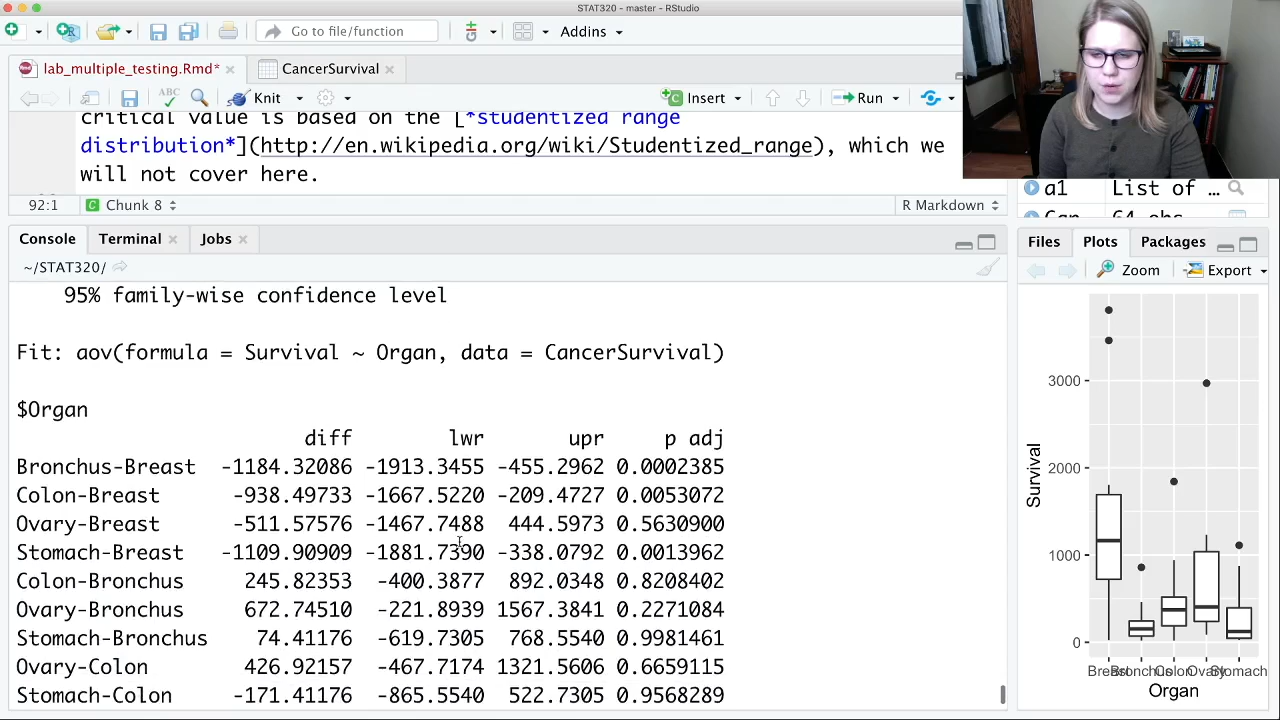 STAT320 - master - RStudio
Go to file/function
Addins
lab_multiple_testing.Rmd*
CancerSurvival
ABC
Knit
Insert
Run
critical value is based on the [*studentized range
distribution*](http://en.wikipedia.org/wiki/Studentized_range), which we
will not cover here.
92:1
Chunk 8
R Markdown
a1 List of …
64 obs
Console
Terminal
Jobs
~/STAT320/
95% family-wise confidence level
Fit: aov(formula = Survival ~ Organ, data = CancerSurvival)
$Organ
diff lwr upr p adj
Bronchus-Breast -1184.32086 -1913.3455 -455.2962 0.0002385
Colon-Breast -938.49733 -1667.5220 -209.4727 0.0053072
Ovary-Breast -511.57576 -1467.7488 444.5973 0.5630900
Stomach-Breast -1109.90909 -1881.7390 -338.0792 0.0013962
Colon-Bronchus 245.82353 -400.3877 892.0348 0.8208402
Ovary-Bronchus 672.74510 -221.8939 1567.3841 0.2271084
Stomach-Bronchus 74.41176 -619.7305 768.5540 0.9981461
Ovary-Colon 426.92157 -467.7174 1321.5606 0.6659115
Stomach-Colon -171.41176 -865.5540 522.7305 0.9568289
Files
Plots
Packages
Zoom
Export
3000
2000
1000
0
Survival
Breast Bronchus Colon Ovary Stomach
Organ